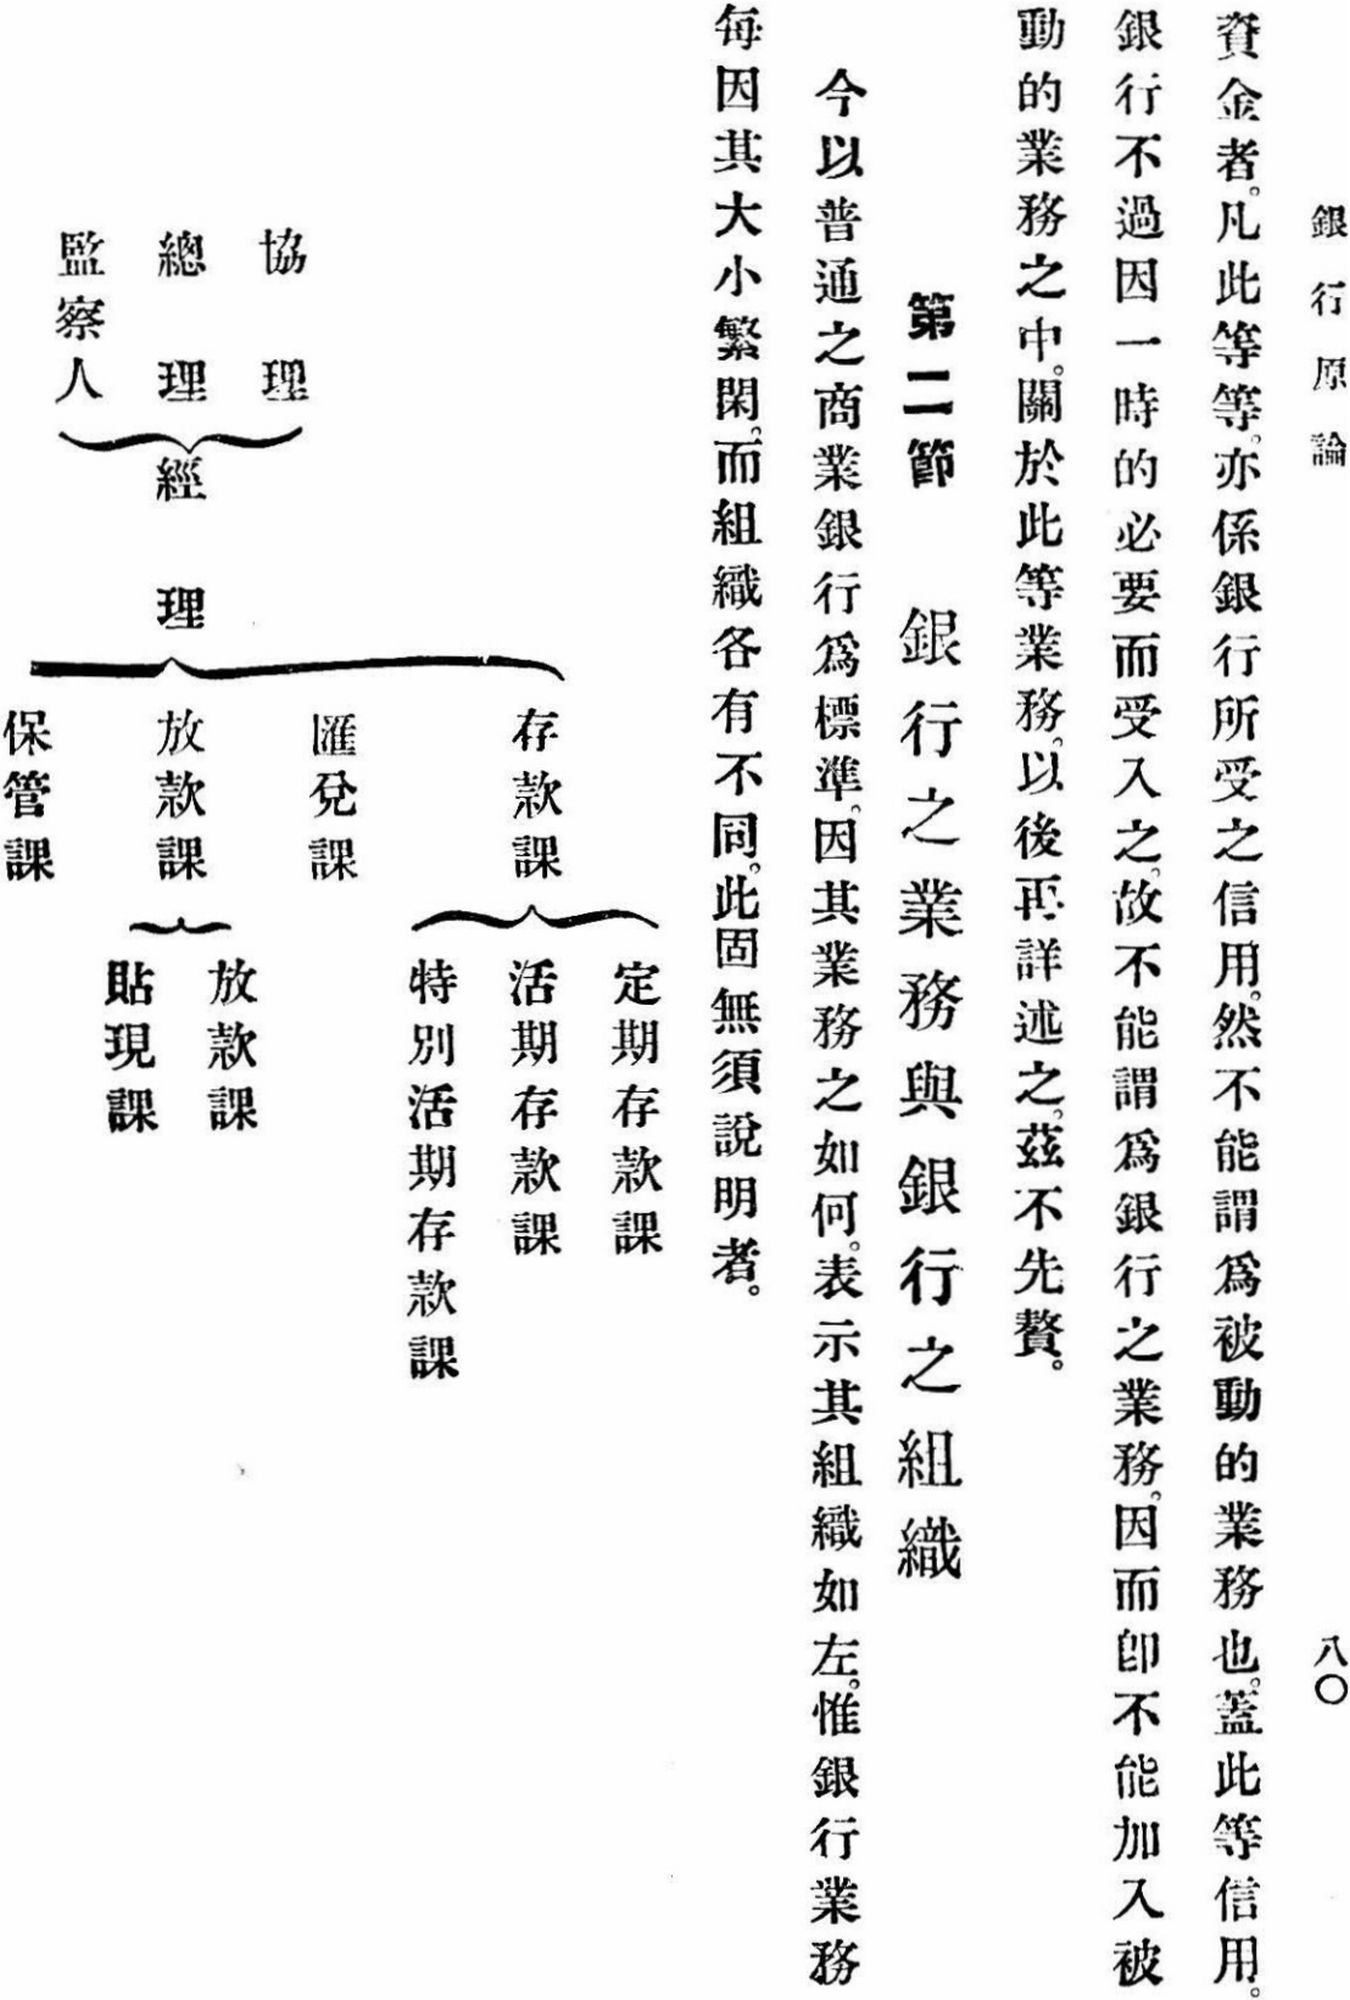 銀行原論
八〇
資金者。凡此等等。亦係銀行所受之信用。然不能謂爲被動的業務也。蓋此等信用。
銀行不過因一時的必要而受入之。故不能謂爲銀行之業務。因而卽不能加入被
動的業務之中。關於此等業務。以後再詳述之。茲不先贅。
第二節　銀行之業務與銀行之組織
今以普通之商業銀行爲標準。因其業務之如何。表示其組織如左。惟銀行業務
每因其大小繁閑。而組織各有不同。此固無須說明者。
協理
總理
監察人
經理
存款課
匯兌課
放款課
保管課
定期存款課
活期存款課
特別活期存款課
放款課
貼現課